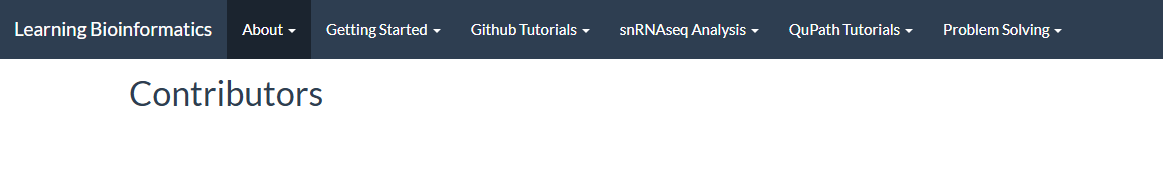 Learning Bioinformatics About Getting Started Github Tutorials snRNAseq Analysis QuPath Tutorials Problem Solving
Contributors